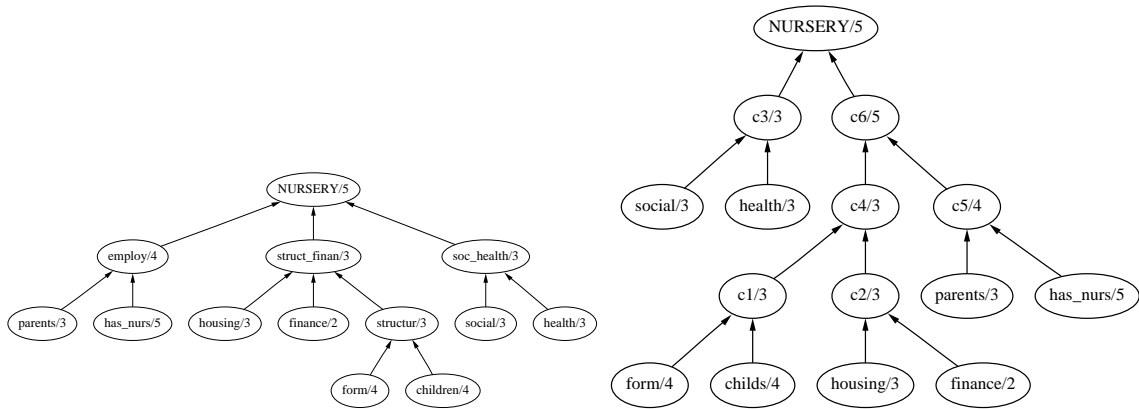 NURSERY/5
employ/4
struct_finan/3
soc_health/3
parents/3
has_nurs/5
housing/3
finance/2
structur/3
social/3
health/3
form/4
children/4
NURSERY/5
c3/3
c6/5
social/3
health/3
c4/3
c5/4
c1/3
c2/3
parents/3
has_nurs/5
form/4
childs/4
housing/3
finance/2